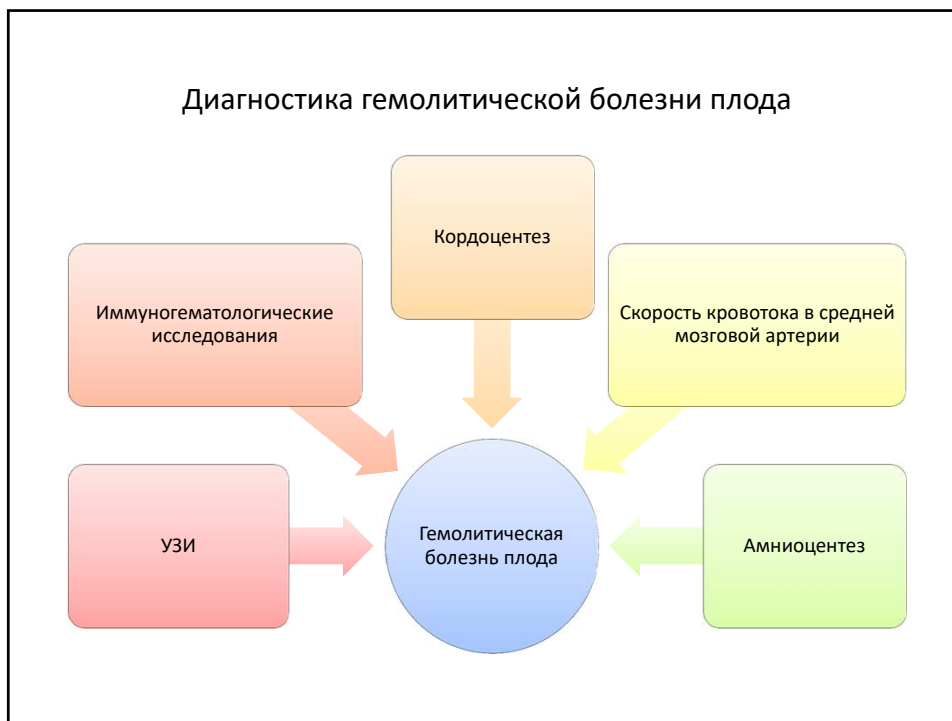 Диагностика гемолитической болезни плода
Кордоцентез
Иммуногематологические
исследования
Скорость кровотока в средней
мозговой артерии
УЗИ
Гемолитическая
болезнь плода
Амниоцентез